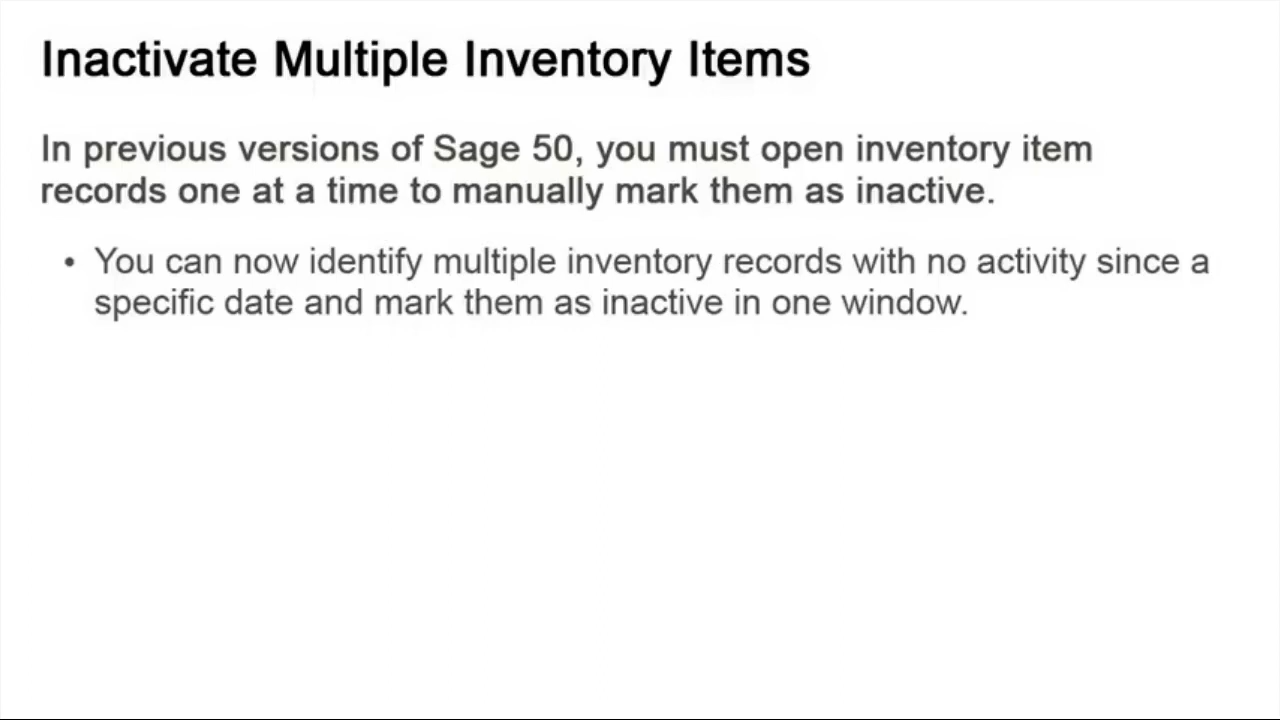 Inactivate Multiple Inventory Items
In previous versions of Sage 50, you must open inventory item
records one at a time to manually mark them as inactive.
• You can now identify multiple inventory records with no activity since a
specific date and mark them as inactive in one window.